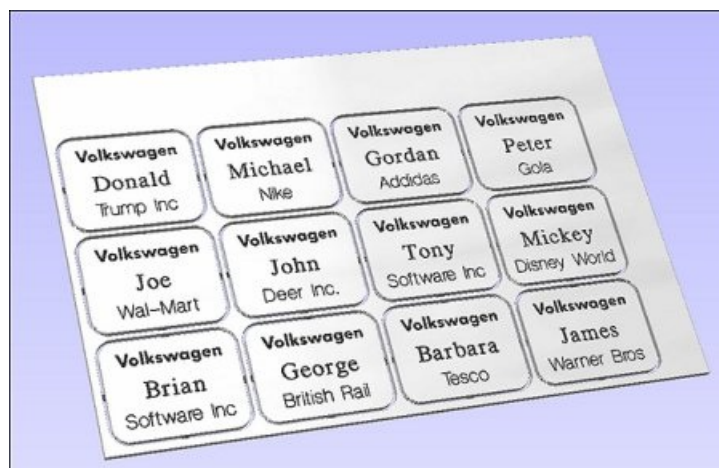 Volkswagen
Donald
Trump Inc
Volkswagen
Michael
Nike
Volkswagen
Gordan
Addidas
Volkswagen
Peter
Gola
Volkswagen
Joe
Wal-Mart
Volkswagen
John
Deer Inc.
Volkswagen
Tony
Software Inc
Volkswagen
Mickey
Disney World
Volkswagen
Brian
Software Inc
Volkswagen
George
British Rail
Volkswagen
Barbara
Tesco
Volkswagen
James
Warner Bros